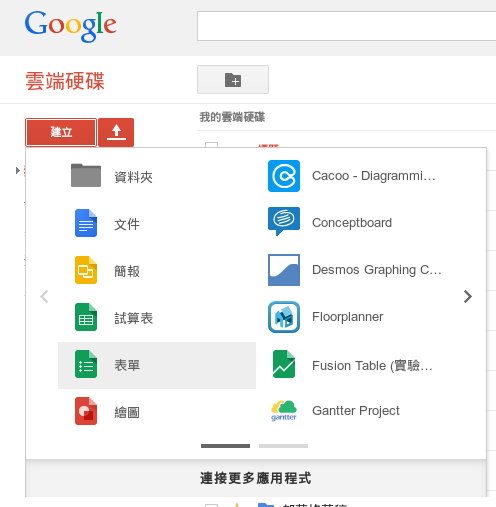 Google
雲端硬碟
建立
我的雲端硬碟
資料夾
文件
簡報
試算表
表單
繪圖
Cacoo - Diagrammi…
Conceptboard
Desmos Graphing C…
Floorplanner
Fusion Table (實驗…
Gantter Project
gantter
連接更多應用程式